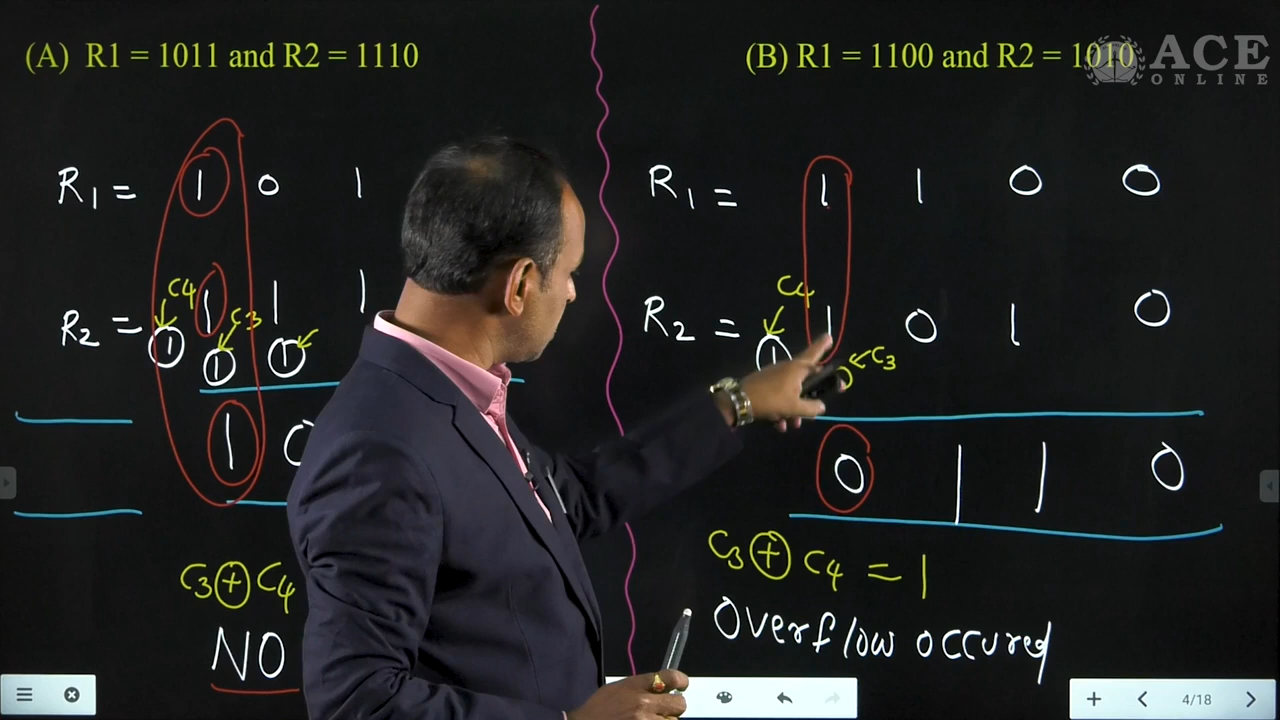 (A) R1 = 1011 and R2 = 1110
(B) R1 = 1100 and R2 = 1010
ACE
ONLINE
R1 = 1 0 1
C4
C3
R2 = 1 1 1
1 1 1
1 0
C3 ⊕ C4
NO
R1 = 1 1 0 0
C4
R2 = 1 0 1 0
1
C3
0 1 1 0
C3 ⊕ C4 = 1
Overflow occured
4/18